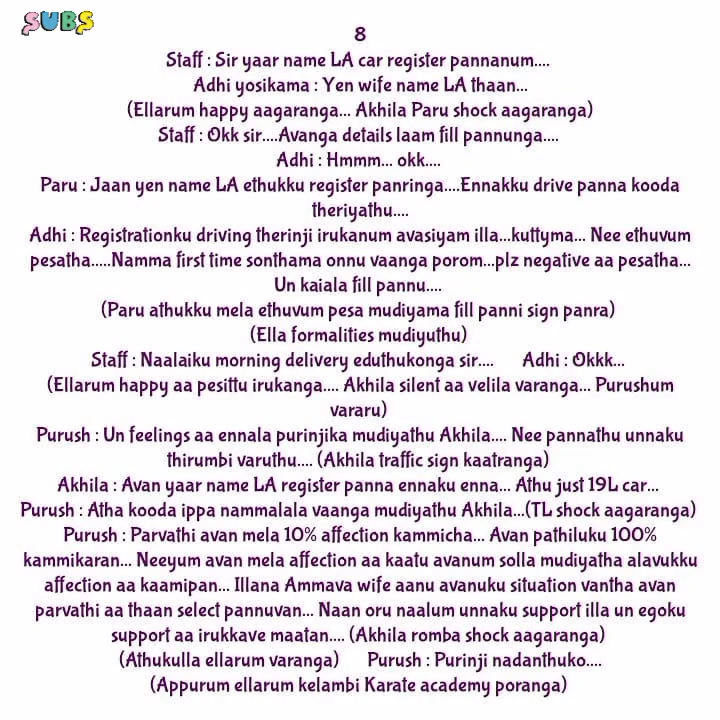 SUBS
8
Staff : Sir yaar name LA car register pannanum....
Adhi yosikama : Yen wife name LA thaan...
(Ellarum happy aagaranga... Akhila Paru shock aagaranga)
Staff : Okk sir....Avanga details laam fill pannunga....
Adhi : Hmmm... okk....
Paru : Jaan yen name LA ethukku register panringa....Ennakku drive panna kooda
theriyathu....
Adhi : Registrationku driving therinji irukanum avasiyam illa...kuttyma... Nee ethuvum
pesatha.....Namma first time sonthama onnu vaanga porom...plz negative aa pesatha...
Un kaiala fill pannu....
(Paru athukku mela ethuvum pesa mudiyama fill panni sign panra)
(Ella formalities mudiyuthu)
Staff : Naalaiku morning delivery eduthukonga sir.... Adhi : Okkk...
(Ellarum happy aa pesittu irukanga.... Akhila silent aa velila varanga... Purushum
vararu)
Purush : Un feelings aa ennala purinjika mudiyathu Akhila.... Nee pannathu unnaku
thirumbi varuthu.... (Akhila traffic sign kaatranga)
Akhila : Avan yaar name LA register panna ennaku enna... Athu just 19L car...
Purush : Atha kooda ippa nammalala vaanga mudiyathu Akhila...(TL shock aagaranga)
Purush : Parvathi avan mela 10% affection kammicha... Avan pathiluku 100%
kammikaran... Neeyum avan mela affection aa kaatu avanum solla mudiyatha alavukku
affection aa kaamipan... Illana Ammava wife aanu avanuku situation vantha avan
parvathi aa thaan select pannuvan... Naan oru naalum unnaku support illa un egoku
support aa irukkave maatan.... (Akhila romba shock aagaranga)
(Athukulla ellarum varanga) Purush : Purinji nadanthuko....
(Appurum ellarum kelambi Karate academy poranga)